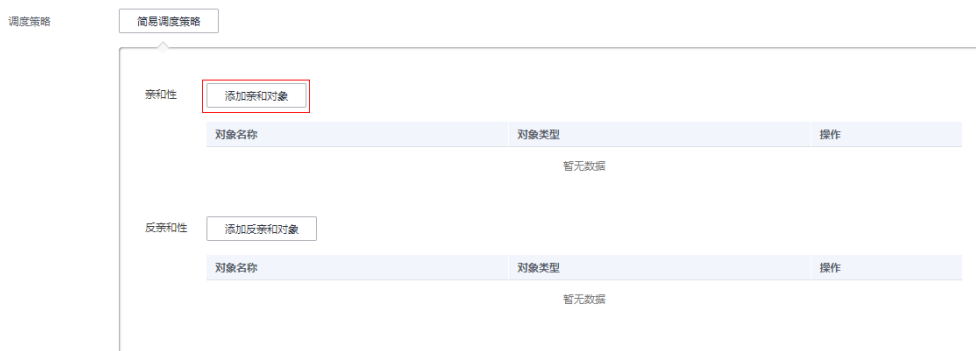 调度策略 简易调度策略
亲和性 添加亲和对象
对象名称 对象类型 操作
暂无数据
反亲和性 添加反亲和对象
对象名称 对象类型 操作
暂无数据